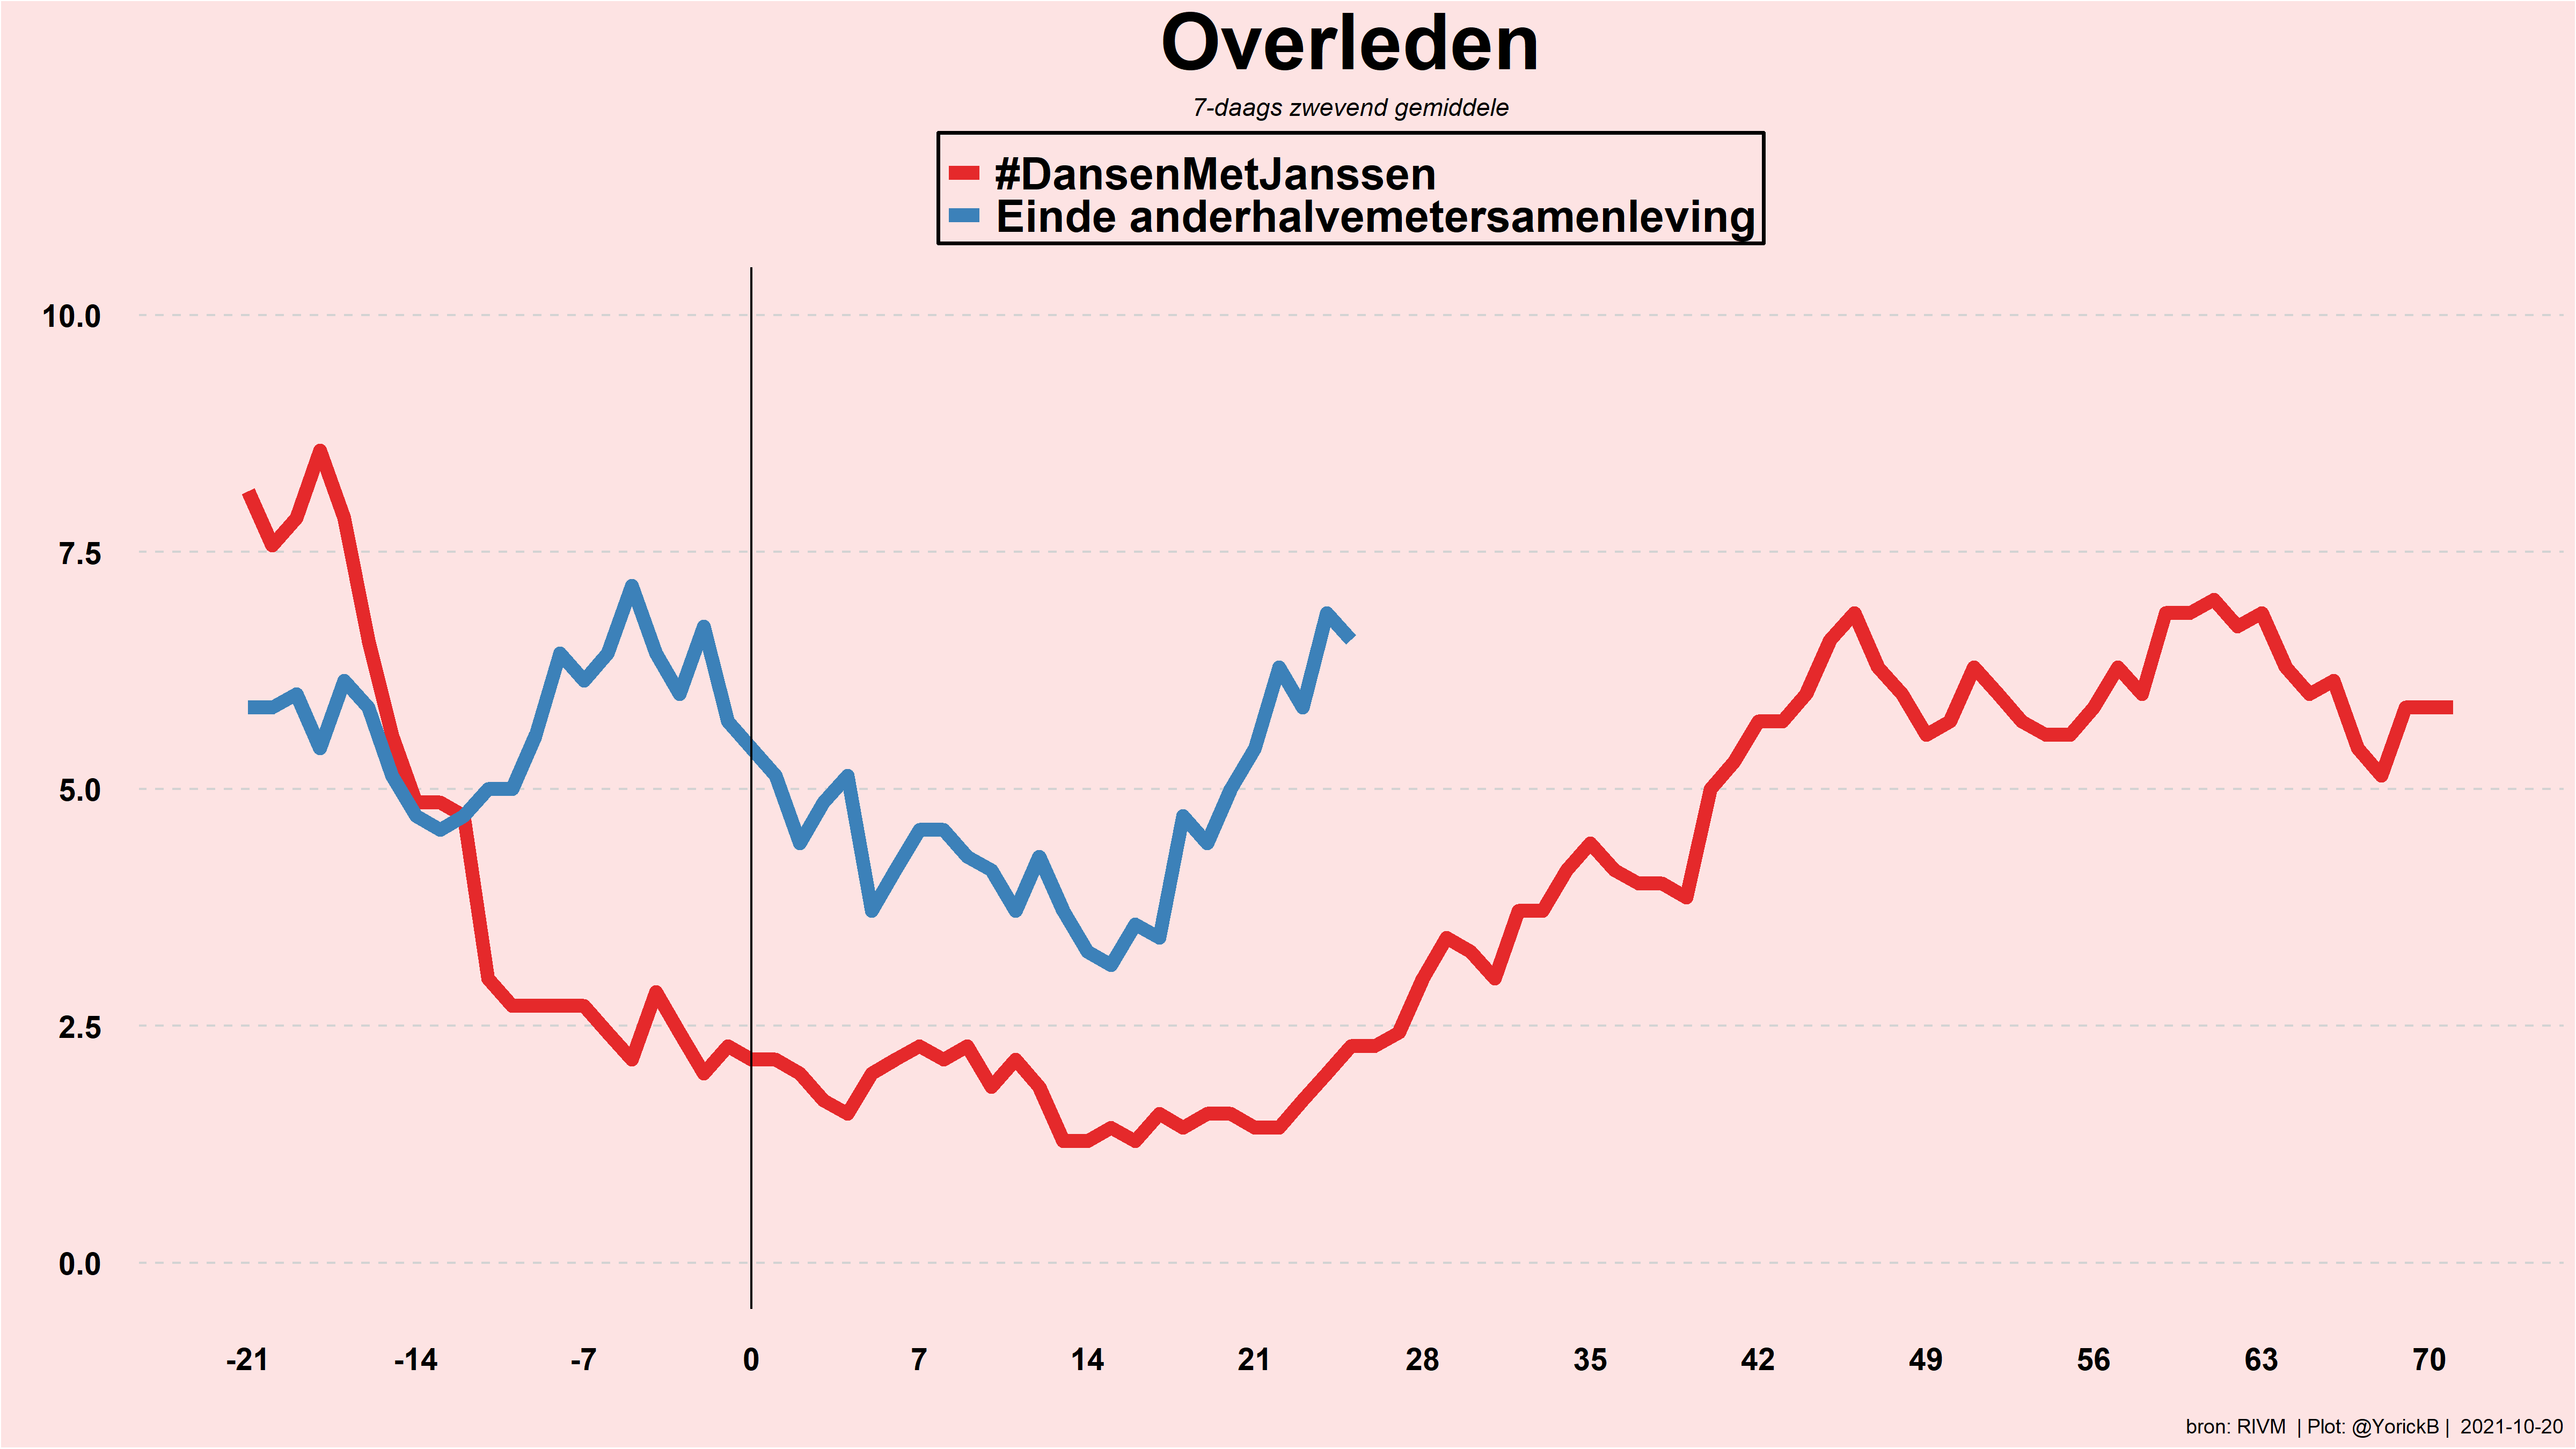 Overleden
7-daags zwevend gemiddele
#DansenMetJanssen
Einde anderhalvemetersamenleving
10.0
7.5
5.0
2.5
0.0
-21 -14 -7 0 7 14 21 28 35 42 49 56 63 70
bron: RIVM | Plot: @YorickB | 2021-10-20